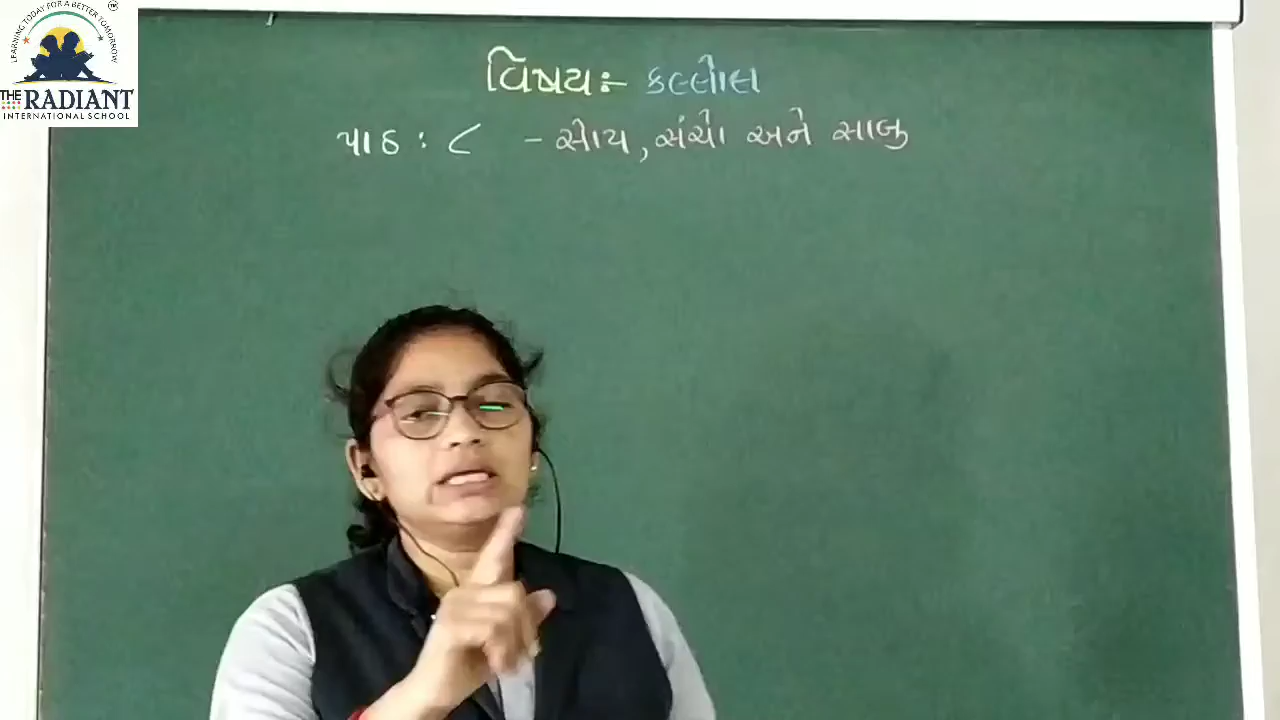 LEARNING TODAY FOR A BETTER TOMORROW
THE RADIANT
INTERNATIONAL SCHOOL
વિષય:- કલ્લોલ
પાઠ : ૮ - સોય, સંચો અને સાબુ